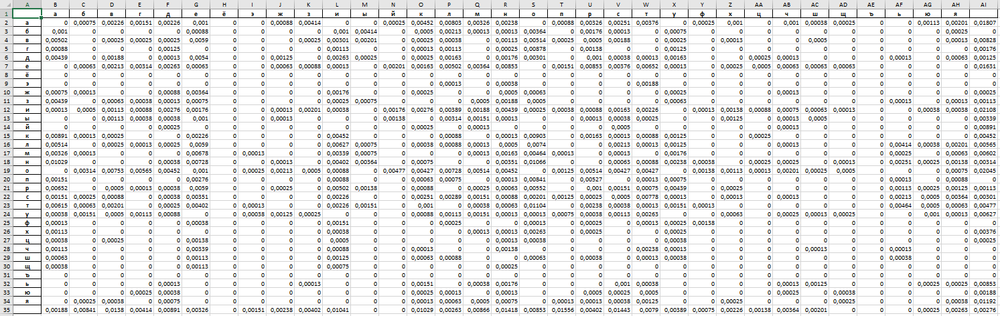 A B C D E F G H I J K L M N O P Q R S T U V W X Y Z AA AB AC AD AE AF AG AH AI
1 а б в г д е ё э ж з и ы й к л м н о п р с т у ф х ц ч ш щ ъ ь ю я
2 а 0 0,00075 0,00226 0,00151 0,00226 0,001 0 0 0,00088 0,00414 0 0 0,00025 0,00452 0,00803 0,00326 0,00238 0 0,00088 0,00326 0,00251 0,00376 0 0,00025 0,001 0 0,001 0,00038 0,00025 0 0 0,00113 0,00201 0,01807
3 б 0,001 0 0 0 0 0,00088 0 0 0 0 0,001 0,00414 0 0,0005 0,00213 0,00013 0,00013 0,00364 0 0,00176 0,00013 0 0,00075 0 0 0 0 0 0 0 0 0 0,00025 0
4 в 0,00502 0 0,00025 0,00025 0,00025 0,0059 0 0 0 0,00025 0,00301 0,00201 0 0,00025 0,00038 0 0,00113 0,00514 0,00025 0,0005 0,00188 0 0,00025 0 0,00013 0 0 0,0005 0 0 0 0 0,00013 0,00828
5 г 0,00088 0 0 0 0,00125 0 0 0 0 0 0,00113 0 0 0,00013 0,00113 0 0,00025 0,00878 0 0,00138 0 0 0,00125 0 0 0 0 0 0 0 0 0 0 0,00176
6 д 0,00439 0 0,00188 0 0,00013 0,0054 0 0 0,00125 0 0,00263 0,00025 0 0,00025 0,00163 0 0,00176 0,00301 0 0,001 0,00038 0,00013 0,00163 0 0 0,00025 0,00013 0 0 0 0,00013 0 0,00063 0,00125
7 е 0 0,00063 0,00213 0,00314 0,00263 0,00063 0 0 0,00063 0,00088 0,00013 0 0,00201 0,00163 0,00502 0,00364 0,00853 0 0,00151 0,00853 0,00376 0,00652 0,00013 0 0,00025 0,0005 0,00063 0,00063 0,00063 0 0 0 0 0,01631
8 ё 0 0 0 0 0 0 0 0 0 0 0 0 0 0 0 0 0 0 0 0 0 0 0 0 0 0 0 0 0 0 0 0 0 0
9 э 0 0 0 0 0 0 0 0 0 0 0 0 0 0 0,00013 0 0,00038 0 0 0 0 0,00188 0 0 0 0 0 0 0 0 0 0 0 0
10 ж 0,00075 0,00013 0 0 0,00088 0,00364 0 0 0 0 0,00176 0 0 0,00025 0 0 0,0005 0,00063 0 0 0 0 0,00025 0 0 0 0,00013 0 0 0 0 0 0 0,00025
11 з 0,00439 0 0,00063 0,00038 0,00013 0,00075 0 0 0 0 0,00025 0,00075 0 0 0 0,0005 0,00188 0,0005 0 0 0 0 0,00063 0 0 0 0 0 0 0 0,00013 0 0,00013 0,00113
12 и 0,00013 0,0005 0,00113 0,00088 0,00276 0,00176 0 0 0,00013 0,00201 0,00038 0 0,00176 0,00276 0,00389 0,00188 0,00439 0,00025 0,00038 0,00088 0,00163 0,00226 0 0,00013 0,00138 0,00088 0,00075 0,00063 0,00013 0 0 0,00038 0,00038 0,02108
13 ы 0 0 0,00113 0,00038 0,00038 0,001 0 0 0,00013 0 0 0 0,00138 0 0,00314 0,00151 0,00013 0 0 0,00013 0,00038 0,00025 0 0 0,00125 0 0,00013 0,0005 0 0 0 0 0 0,00339
14 й 0 0 0 0 0,00025 0 0 0 0 0 0 0 0 0,00025 0 0,00013 0 0 0 0 0,0005 0 0 0 0 0 0,00013 0 0 0 0 0 0 0,00891
15 к 0,00891 0,00013 0,00025 0 0 0,00226 0 0 0 0 0,00452 0 0 0 0,00088 0 0,00013 0,00903 0 0,00163 0,00013 0,00088 0,00125 0 0 0,00025 0 0 0 0 0 0 0 0,00452
16 л 0,00514 0 0,00025 0,00013 0,00025 0,0059 0 0 0 0 0,00627 0,00075 0 0,00038 0,00088 0,00013 0,0005 0,0074 0 0 0,00213 0,00013 0,00125 0 0 0 0,00013 0 0 0 0,00414 0,00038 0,00201 0,00565
17 м 0,00326 0,00013 0 0 0 0,00678 0 0,00013 0 0 0,00339 0,00075 0 0 0 0,00013 0,00163 0,00464 0,00013 0 0,00013 0 0,00176 0 0 0 0 0 0 0 0,00025 0 0,00063 0,00602
18 н 0,01029 0 0 0 0,00038 0,00728 0 0 0,00013 0 0,00402 0,00364 0 0,00075 0 0 0,00351 0,01066 0 0 0,00063 0,00088 0,00238 0,00038 0 0,00025 0,00025 0 0,00013 0 0,00251 0,00025 0,00138 0,00314
19 о 0 0,00314 0,00753 0,00565 0,00452 0,001 0 0,00025 0,00213 0,0005 0,00088 0 0,00477 0,00427 0,00728 0,00514 0,00552 0 0,00125 0,00514 0,00427 0,00427 0 0,00138 0,00113 0,00013 0,00201 0,00025 0,0005 0 0 0 0,00075 0,02045
20 п 0,00151 0 0 0 0 0,00276 0 0 0 0 0,00088 0 0 0,00063 0,00075 0 0,00013 0,00841 0 0,00527 0 0,00013 0,00075 0 0 0 0 0 0 0 0,00013 0 0,00088 0
21 р 0,00652 0 0,0005 0,00013 0,00038 0,0059 0 0 0,00025 0 0,00502 0,00138 0 0,00088 0 0,00025 0,00063 0,00552 0 0,001 0,00151 0,00075 0,00439 0 0,00025 0 0 0 0 0 0,00113 0,00025 0,00125 0,00113
22 с 0,00151 0,00025 0,00088 0 0,00038 0,00351 0 0 0 0 0,00226 0 0 0,00251 0,00289 0,00151 0,00088 0,00201 0,00125 0,00025 0,0005 0,00778 0,00013 0 0,00013 0 0,00013 0 0 0 0,00213 0,0005 0,00364 0,00301
23 т 0,00615 0,00063 0,00201 0 0,00025 0,00402 0 0,00013 0 0 0,00226 0,00151 0 0,001 0 0,00038 0,00063 0,01104 0 0,00238 0,00038 0,00013 0,00151 0,00013 0 0 0 0 0 0 0,00464 0,0005 0,00063 0,00477
24 у 0,00038 0,00151 0,0005 0,00113 0,00088 0 0 0,00038 0,00125 0,00025 0 0 0 0,00088 0,00113 0,00151 0,00013 0,00013 0,00075 0,00038 0,00113 0,00263 0 0 0,00063 0 0,00025 0,00013 0,00025 0 0 0,001 0,00013 0,00627
25 ф 0,00013 0 0 0 0 0,00038 0 0 0 0 0,00151 0 0 0 0,00025 0 0 0,00013 0 0,00025 0 0,00013 0,00025 0,00138 0 0 0 0 0 0 0 0 0 0
26 х 0,00113 0 0 0 0 0 0 0 0 0 0,00038 0 0 0 0 0,00013 0,00013 0,00263 0 0,00025 0 0 0,00025 0 0 0 0 0 0 0 0 0 0 0,00376
27 ц 0,00038 0 0,00025 0 0 0,00138 0 0 0 0 0,0005 0 0 0 0 0 0,00013 0,00038 0 0 0 0 0,00038 0 0 0 0 0 0 0 0 0 0 0,00025
28 ч 0,00113 0 0 0 0 0,00339 0 0 0 0 0,00088 0 0 0,00013 0 0 0,00138 0 0 0 0 0,00238 0,00013 0 0 0 0 0,00013 0 0 0,00013 0 0 0
29 ш 0,00063 0 0 0 0 0,00113 0 0 0 0 0,00125 0 0 0,00063 0,00088 0 0 0,00063 0 0,00038 0 0,00013 0,00038 0 0 0 0 0 0 0 0,00038 0 0 0
30 щ 0,00038 0 0 0 0 0,00113 0 0 0 0 0,00075 0 0 0 0 0 0,00025 0 0 0 0 0 0 0 0 0 0 0 0 0 0 0 0 0
31 ъ 0 0 0 0 0 0 0 0 0 0 0 0 0 0 0 0 0 0 0 0 0 0 0 0 0 0 0 0 0 0 0 0 0 0
32 ь 0 0 0 0 0,00013 0 0 0 0 0,00013 0 0 0 0,00151 0 0,00038 0,00176 0 0 0 0,001 0,00038 0 0 0 0 0,00013 0,00125 0 0 0 0,00025 0,00025 0,00853
33 ю 0 0 0 0,00025 0,00038 0 0 0 0 0 0 0 0 0,00025 0,00013 0 0,00013 0 0 0,0005 0,00025 0,0005 0 0 0 0 0,00025 0 0,00038 0 0 0 0 0,00188
34 я 0 0,00025 0,00038 0 0,00075 0 0 0 0 0 0 0 0 0,00013 0,00063 0,0005 0,00075 0 0,00013 0,00013 0,00038 0,00125 0 0 0,00025 0 0 0 0,00025 0 0 0 0,00038 0,01192
35 0,00188 0,00841 0,0138 0,00414 0,00891 0,00326 0 0,00151 0,00238 0,00402 0,01041 0 0 0,01029 0,00263 0,00866 0,01418 0,00853 0,01556 0,00402 0,01443 0,0079 0,00389 0,00075 0,00226 0,00138 0,00364 0,00201 0 0 0 0,00025 0,00263 0,00276